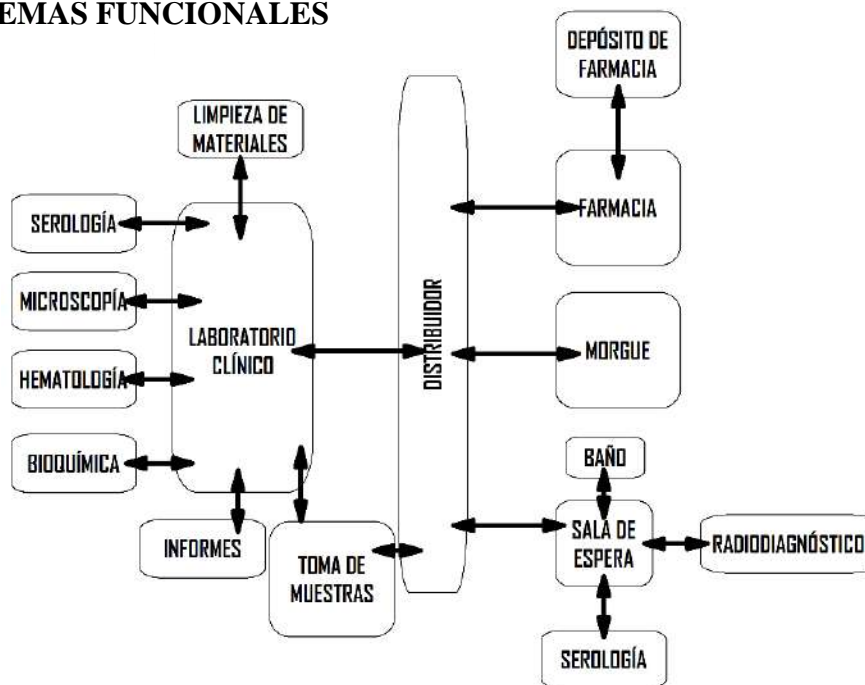 EMAS FUNCIONALES
DEPÓSITO DE
FARMACIA
LIMPIEZA DE
MATERIALES
SEROLOGÍA
FARMACIA
MICROSCOPÍA
LABORATORIO
CLÍNICO
DISTRIBUIDOR
MORGUE
HEMATOLOGÍA
BIOQUÍMICA
BAÑO
INFORMES
TOMA DE
MUESTRAS
SALA DE
ESPERA
RADIODIAGNÓSTICO
SEROLOGÍA